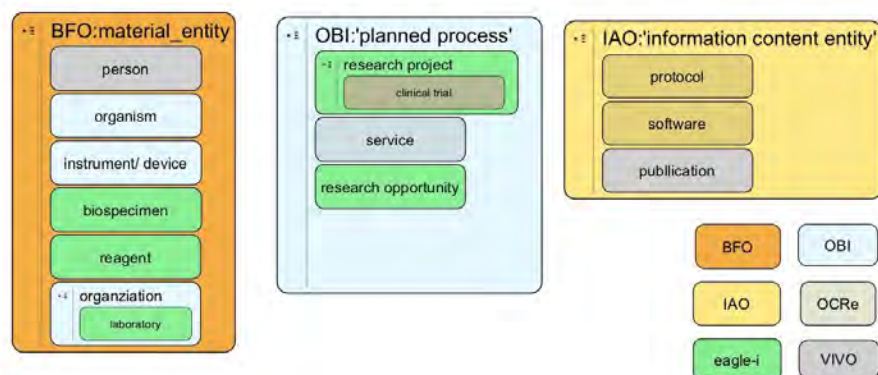 BFO:material_entity
person
organism
instrument/ device
biospecimen
reagent
organziation
laboratory
OBI:'planned process'
research project
clinical trial
service
research opportunity
IAO:'information content entity'
protocol
software
publlication
BFO
OBI
IAO
OCRe
eagle-i
VIVO